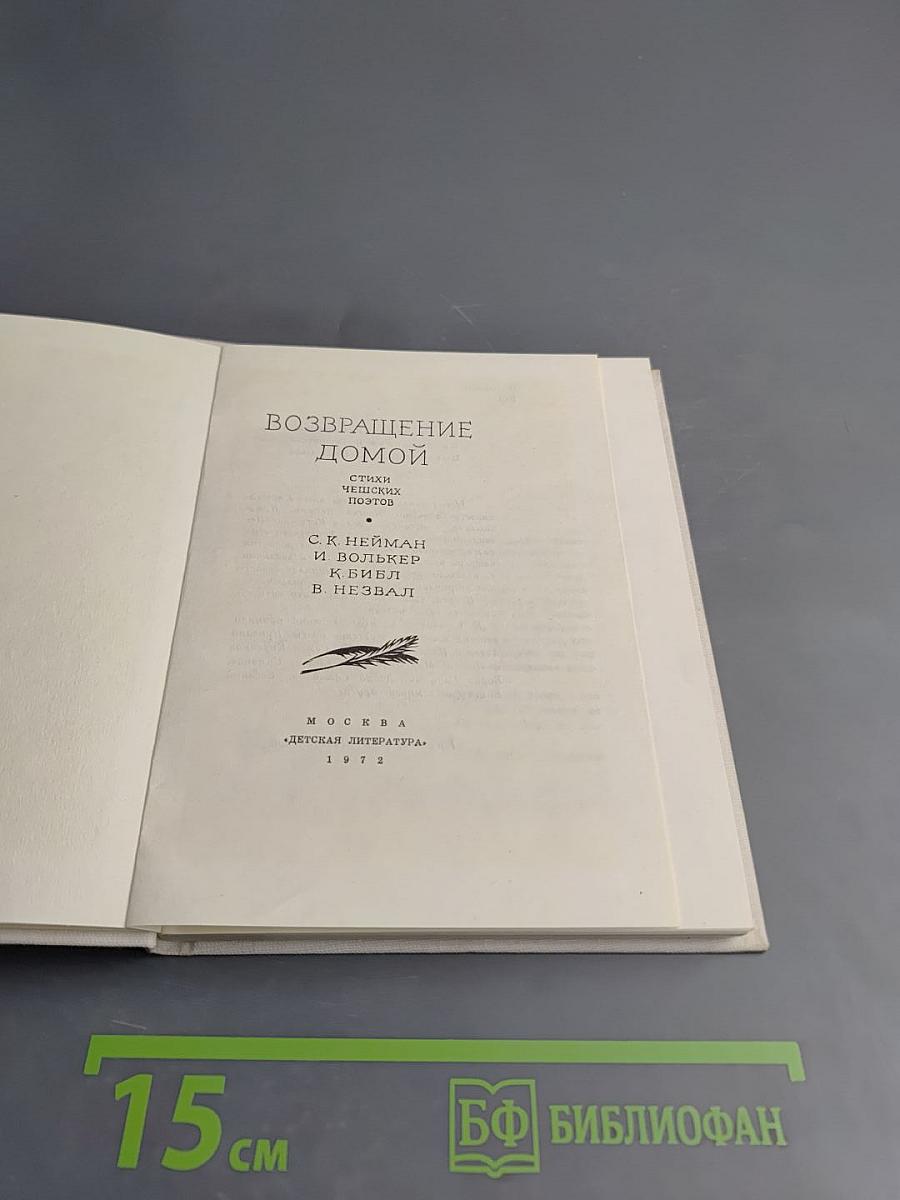 ВОЗВРАЩЕНИЕ
ДОМОЙ
СТИХИ
ЧЕШСКИХ
ПОЭТОВ
С. К. НЕЙМАН
И. ВОЛЬКЕР
К. БИБЛ
В. НЕЗВАЛ
МОСКВА
«ДЕТСКАЯ ЛИТЕРАТУРА»
1972
15 см
БФ БИБЛИОФАН